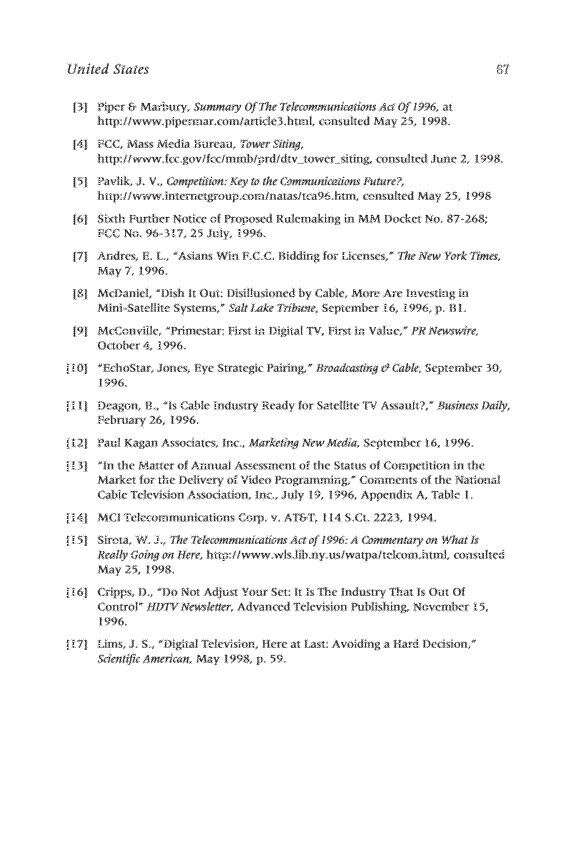 United States 67
[3] Piper & Marbury, Summary Of The Telecommunications Act Of 1996, at
http://www.pipermar.com/article3.html, consulted May 25, 1998.
[4] FCC, Mass Media Bureau, Tower Siting,
http://www.fcc.gov/fcc/mmb/prd/dtv_tower_siting, consulted June 2, 1998.
[5] Pavlik, J. V., Competition: Key to the Communications Future?,
http://www.internetgroup.com/natas/tca96.htm, consulted May 25, 1998
[6] Sixth Further Notice of Proposed Rulemaking in MM Docket No. 87-268;
FCC No. 96-317, 25 July, 1996.
[7] Andres, E. L., “Asians Win F.C.C. Bidding for Licenses,” The New York Times,
May 7, 1996.
[8] McDaniel, “Dish It Out: Disillusioned by Cable, More Are Investing in
Mini-Satellite Systems,” Salt Lake Tribune, September 16, 1996, p. B1.
[9] McConville, “Primestar: First in Digital TV, First in Value,” PR Newswire,
October 4, 1996.
[10] “EchoStar, Jones, Eye Strategic Pairing,” Broadcasting & Cable, September 30,
1996.
[11] Deagon, B., “Is Cable Industry Ready for Satellite TV Assault?,” Business Daily,
February 26, 1996.
[12] Paul Kagan Associates, Inc., Marketing New Media, September 16, 1996.
[13] “In the Matter of Annual Assessment of the Status of Competition in the
Market for the Delivery of Video Programming,” Comments of the National
Cable Television Association, Inc., July 19, 1996, Appendix A, Table 1.
[14] MCI Telecommunications Corp. v. AT&T, 114 S.Ct. 2223, 1994.
[15] Sirota, W. J., The Telecommunications Act of 1996: A Commentary on What Is
Really Going on Here, http://www.wls.lib.ny.us/watpa/telcom.html, consulted
May 25, 1998.
[16] Cripps, D., “Do Not Adjust Your Set: It Is The Industry That Is Out Of
Control” HDTV Newsletter, Advanced Television Publishing, November 15,
1996.
[17] Lims, J. S., “Digital Television, Here at Last: Avoiding a Hard Decision,”
Scientific American, May 1998, p. 59.